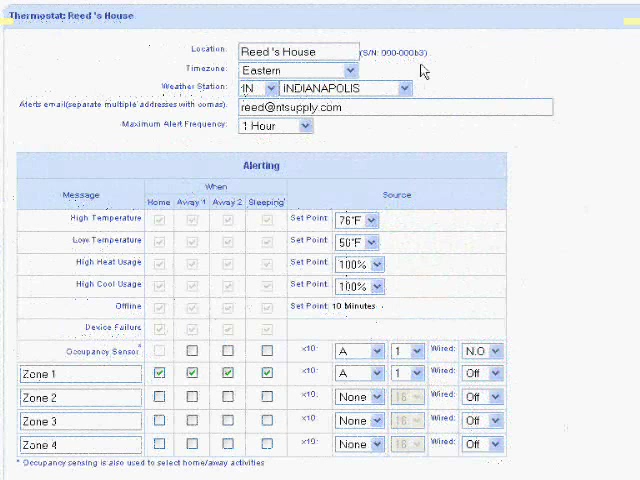 Thermostat: Reed 's House
Location: Reed 's House (S/N: 000-000b3)
Timezone: Eastern
Weather Station: IN INDIANAPOLIS
Alerts email(separate multiple addresses with comas): reed@ntsupply.com
Maximum Alert Frequency: 1 Hour
Alerting
Message When Source
Home Away 1 Away 2 Sleeping
High Temperature Set Point: 76°F
Low Temperature Set Point: 50°F
High Heat Usage Set Point: 100%
High Cool Usage Set Point: 100%
Offline Set Point: 10 Minutes
Device Failure
Occupancy Sensor* x10: A 1 Wired: N.O
Zone 1 x10: A 1 Wired: Off
Zone 2 x10: None 16 Wired: Off
Zone 3 x10: None 16 Wired: Off
Zone 4 x10: None 16 Wired: Off
* Occupancy sensing is also used to select home/away activities